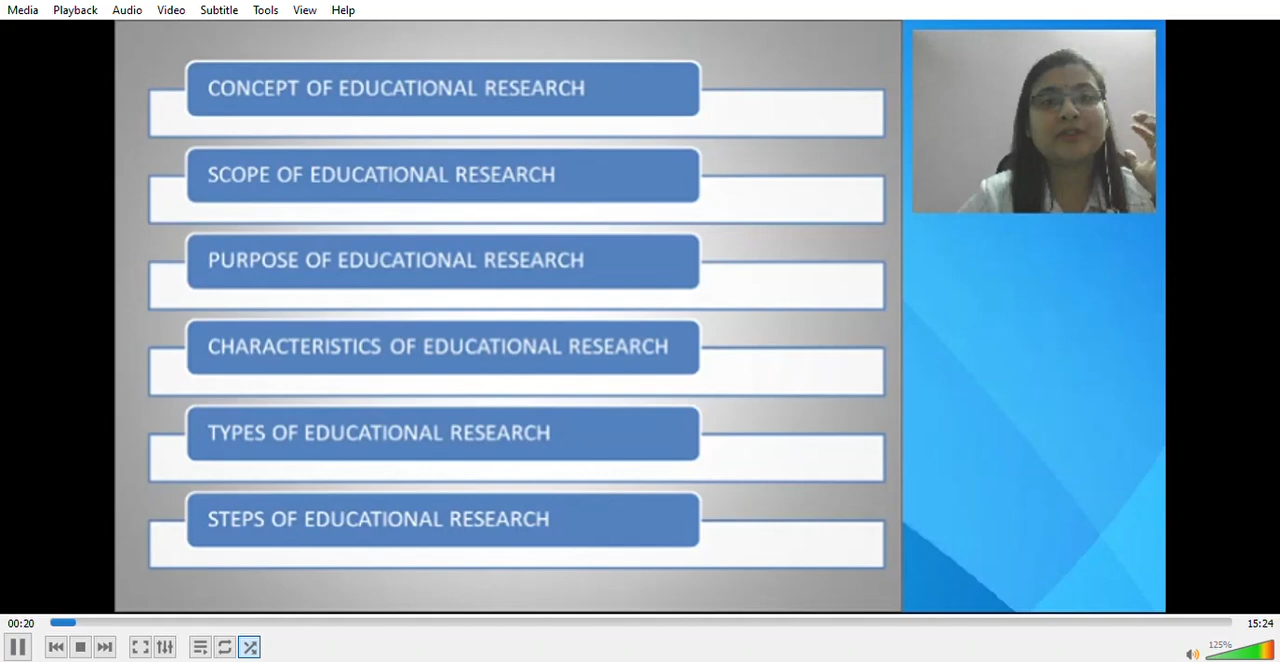 Media Playback Audio Video Subtitle Tools View Help
CONCEPT OF EDUCATIONAL RESEARCH
SCOPE OF EDUCATIONAL RESEARCH
PURPOSE OF EDUCATIONAL RESEARCH
CHARACTERISTICS OF EDUCATIONAL RESEARCH
TYPES OF EDUCATIONAL RESEARCH
STEPS OF EDUCATIONAL RESEARCH
00:20 15:24
125%